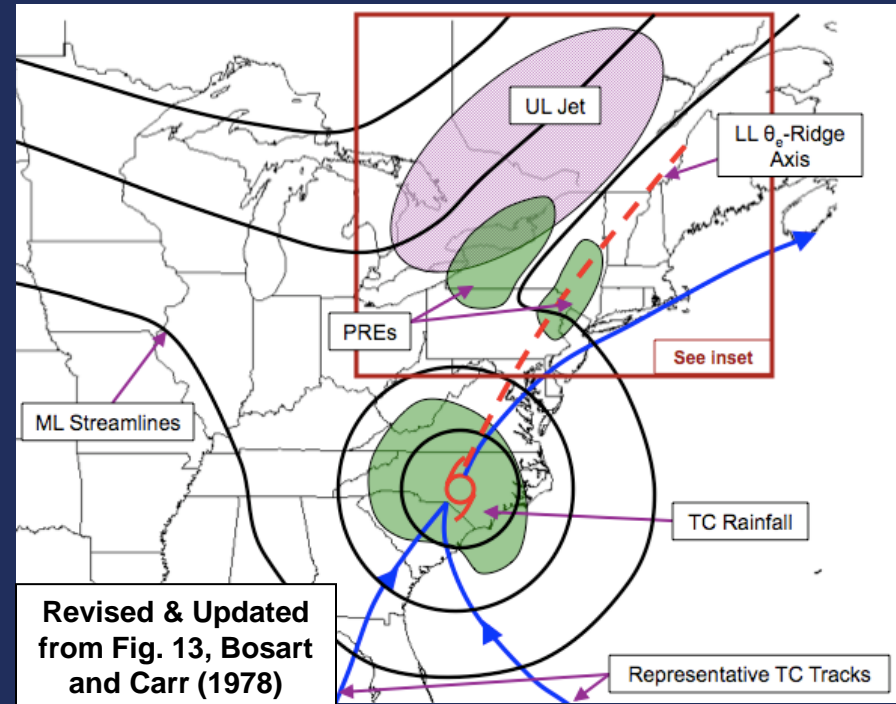 UL Jet
LL θe-Ridge
Axis
PREs
See inset
ML Streamlines
TC Rainfall
Revised & Updated
from Fig. 13, Bosart
and Carr (1978)
Representative TC Tracks